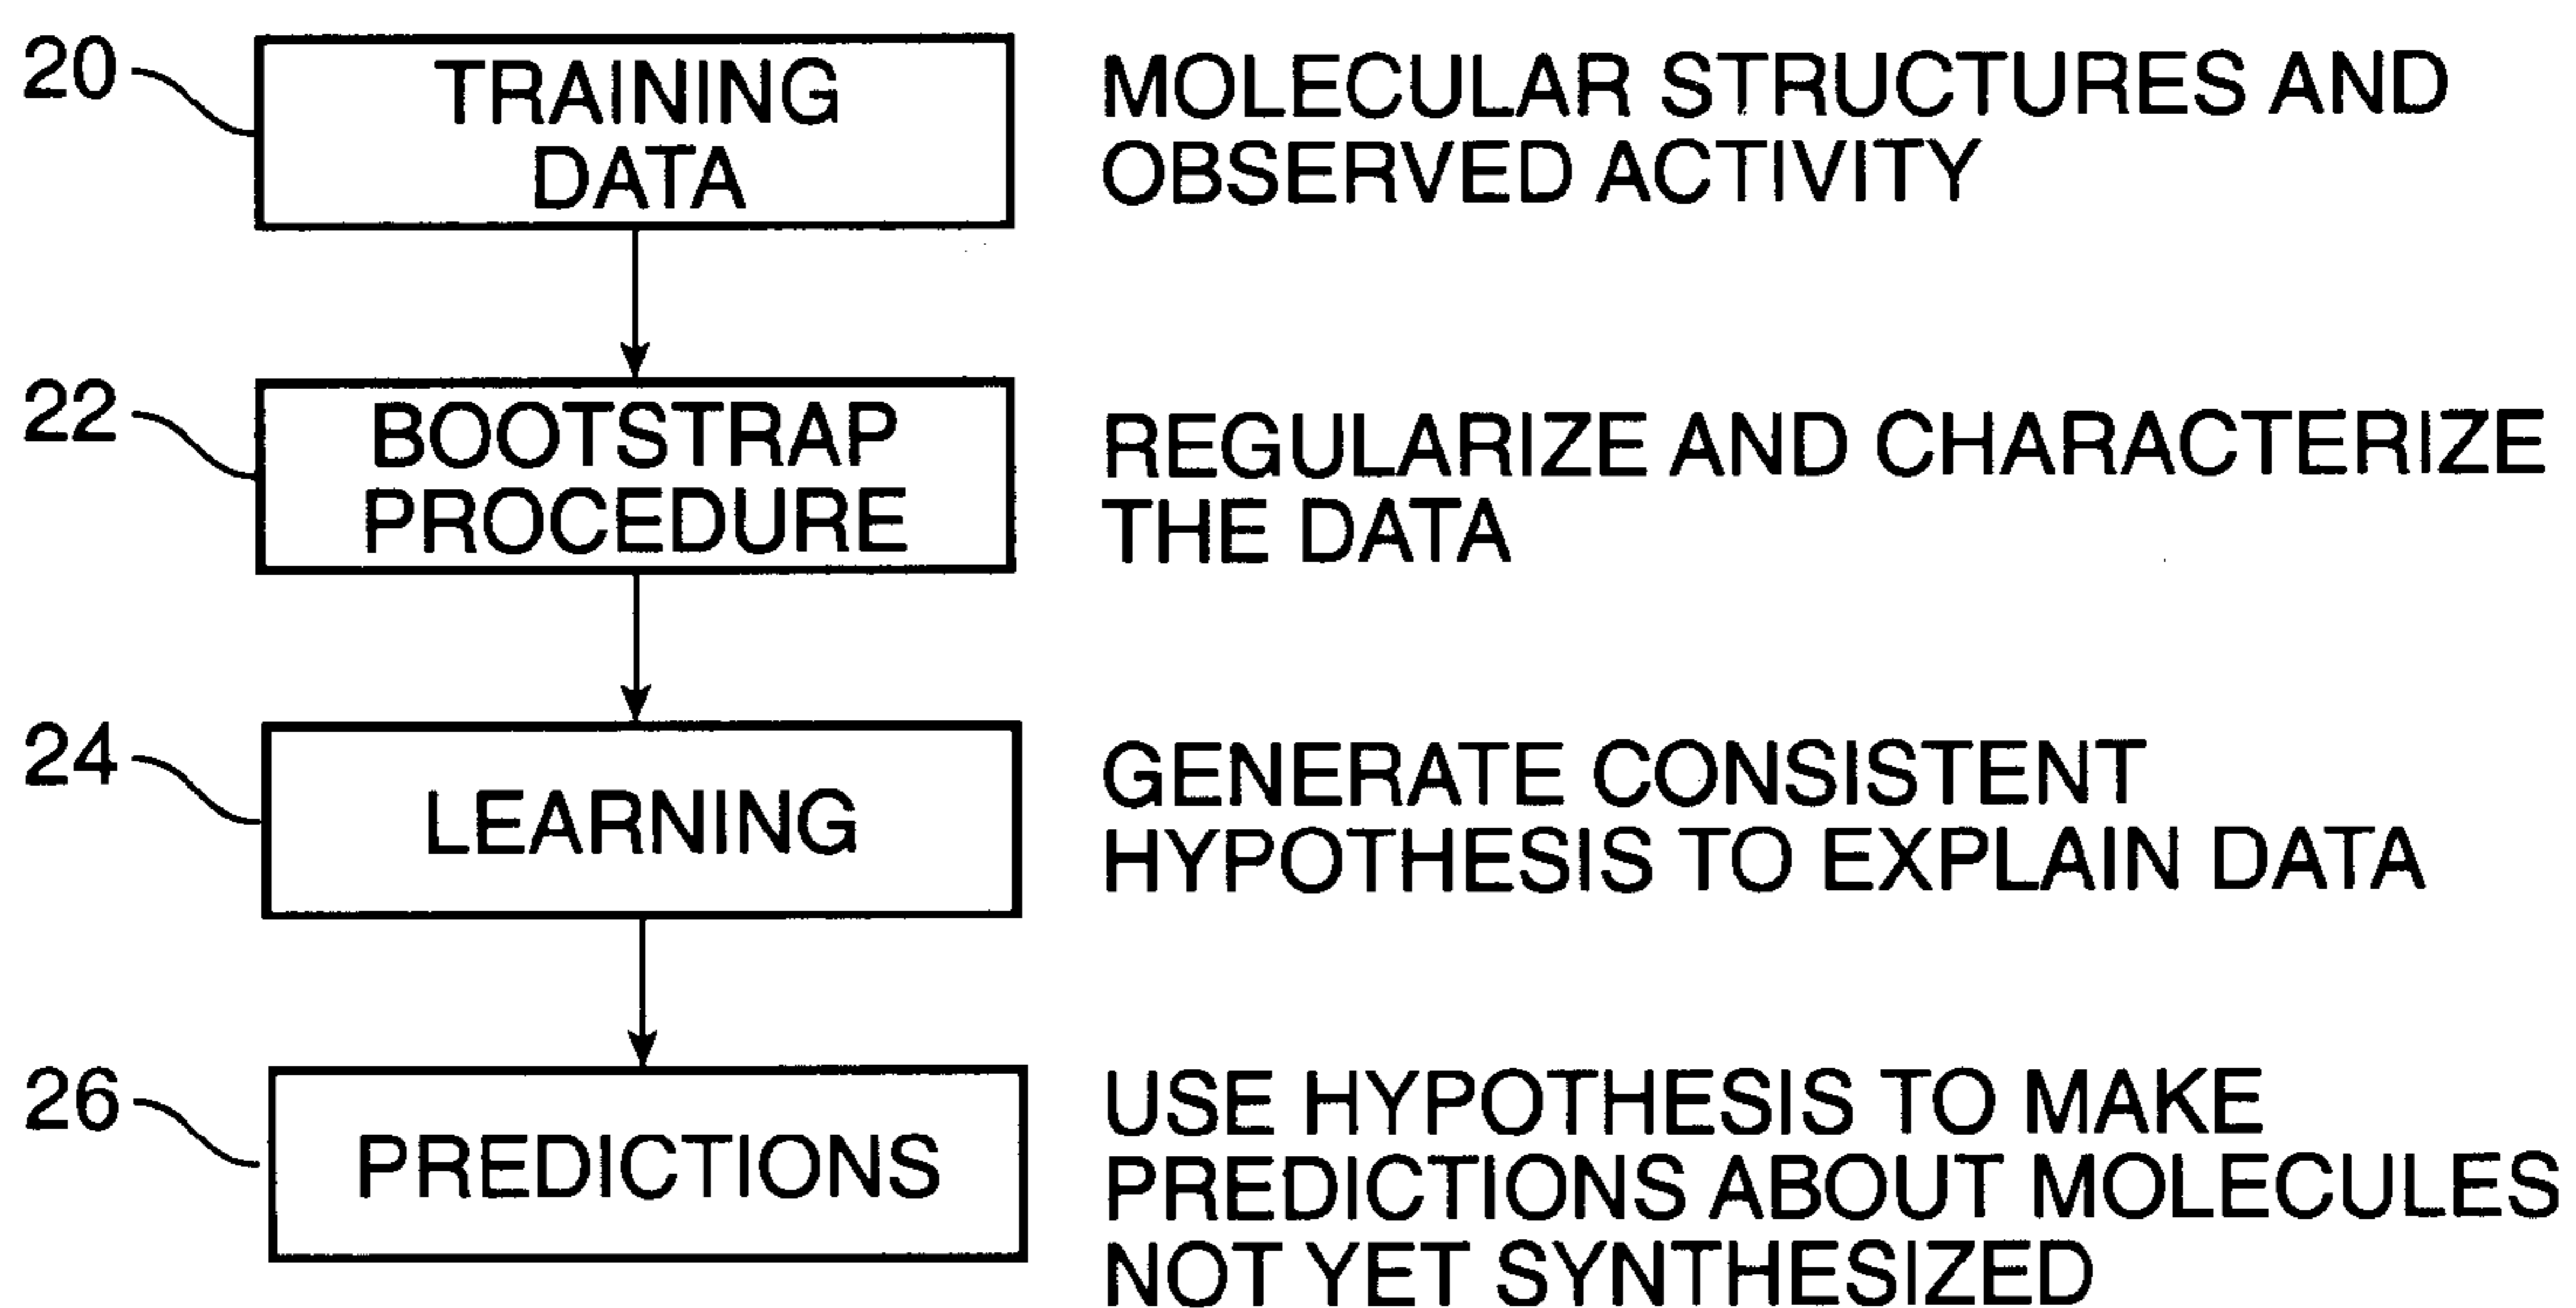 20
TRAINING
DATA
MOLECULAR STRUCTURES AND
OBSERVED ACTIVITY
22
BOOTSTRAP
PROCEDURE
REGULARIZE AND CHARACTERIZE
THE DATA
24
LEARNING
GENERATE CONSISTENT
HYPOTHESIS TO EXPLAIN DATA
26
PREDICTIONS
USE HYPOTHESIS TO MAKE
PREDICTIONS ABOUT MOLECULES
NOT YET SYNTHESIZED